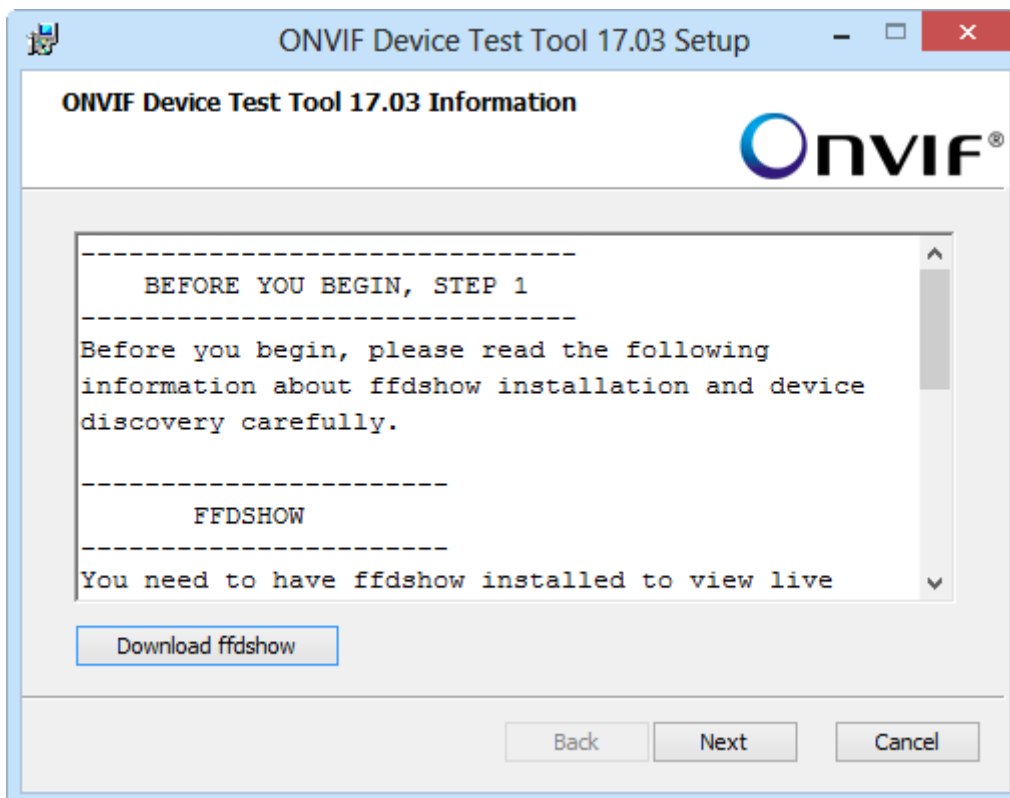 ONVIF Device Test Tool 17.03 Setup
ONVIF Device Test Tool 17.03 Information
ONVIF®
-------------------------------
BEFORE YOU BEGIN, STEP 1
-------------------------------
Before you begin, please read the following
information about ffdshow installation and device
discovery carefully.
-----------------------
FFDSHOW
-----------------------
You need to have ffdshow installed to view live
Download ffdshow
Back Next Cancel